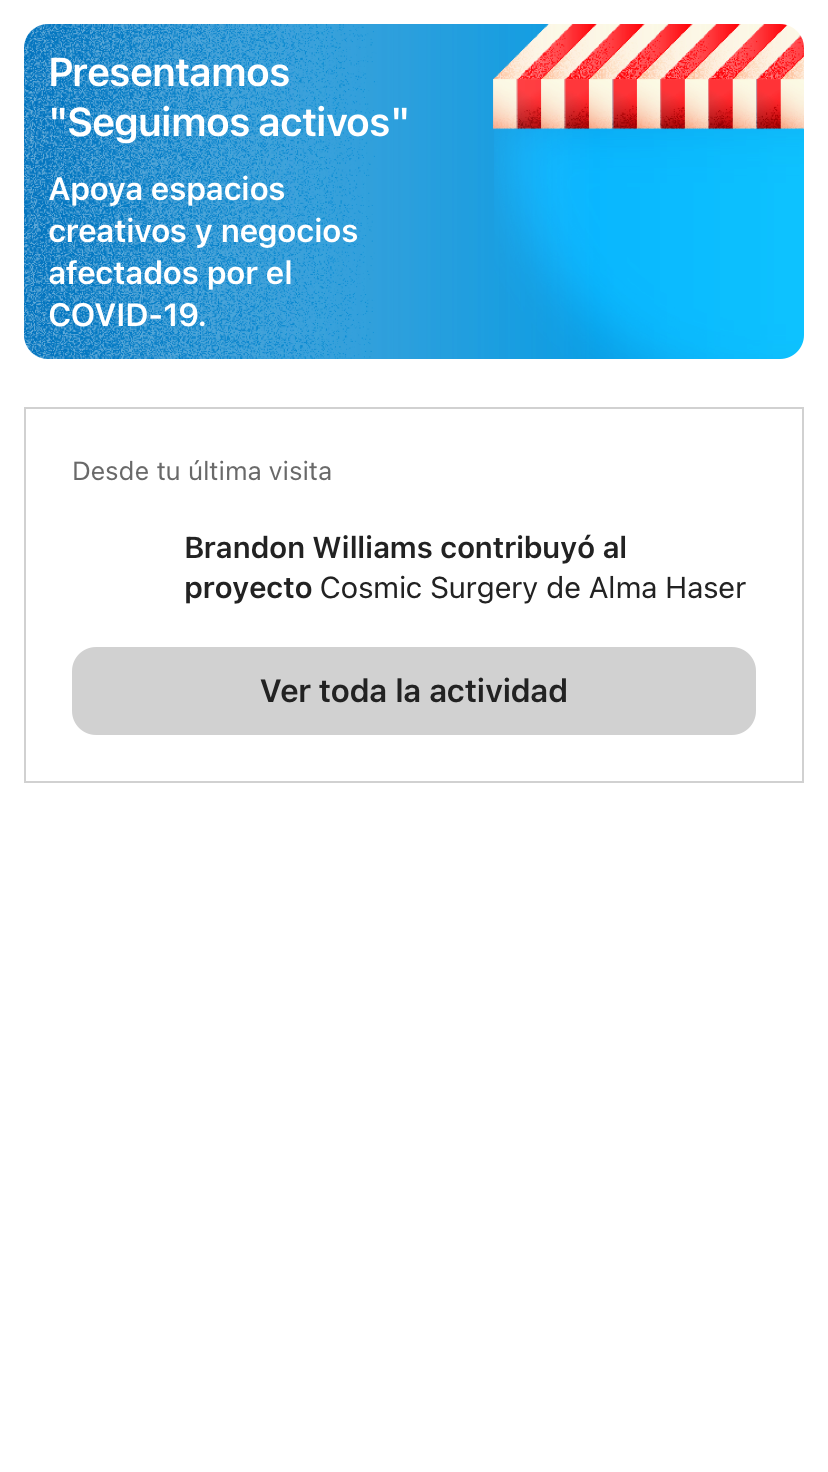 Presentamos
"Seguimos activos"
Apoya espacios
creativos y negocios
afectados por el
COVID-19.
Desde tu última visita
Brandon Williams contribuyó al
proyecto Cosmic Surgery de Alma Haser
Ver toda la actividad